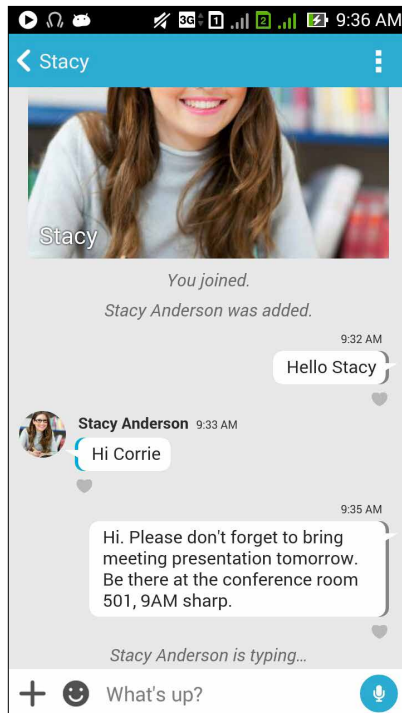 3G 1 2 9:36 AM
Stacy
Stacy
You joined.
Stacy Anderson was added.
9:32 AM
Hello Stacy
Stacy Anderson 9:33 AM
Hi Corrie
9:35 AM
Hi. Please don't forget to bring
meeting presentation tomorrow.
Be there at the conference room
501, 9AM sharp.
Stacy Anderson is typing...
What's up?